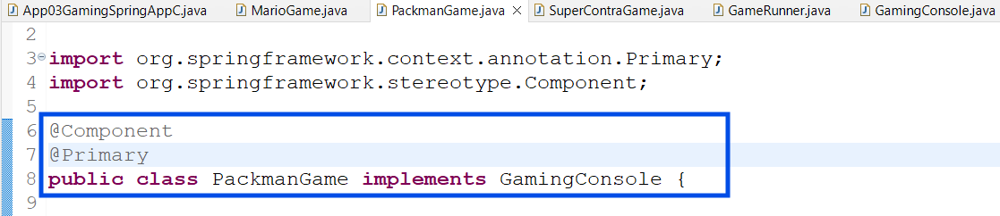 App03GamingSpringAppC.java MarioGame.java PackmanGame.java SuperContraGame.java GameRunner.java GamingConsole.java
2
3 import org.springframework.context.annotation.Primary;
4 import org.springframework.stereotype.Component;
5
6 @Component
7 @Primary
8 public class PackmanGame implements GamingConsole {
9